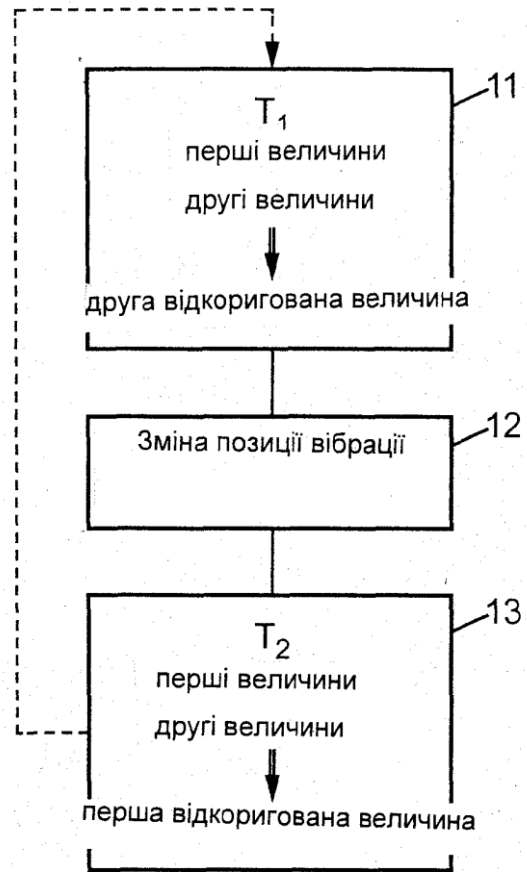 11
T₁
перші величини
другі величини
друга відкоригована величина
12
Зміна позиції вібрації
13
T₂
перші величини
другі величини
перша відкоригована величина